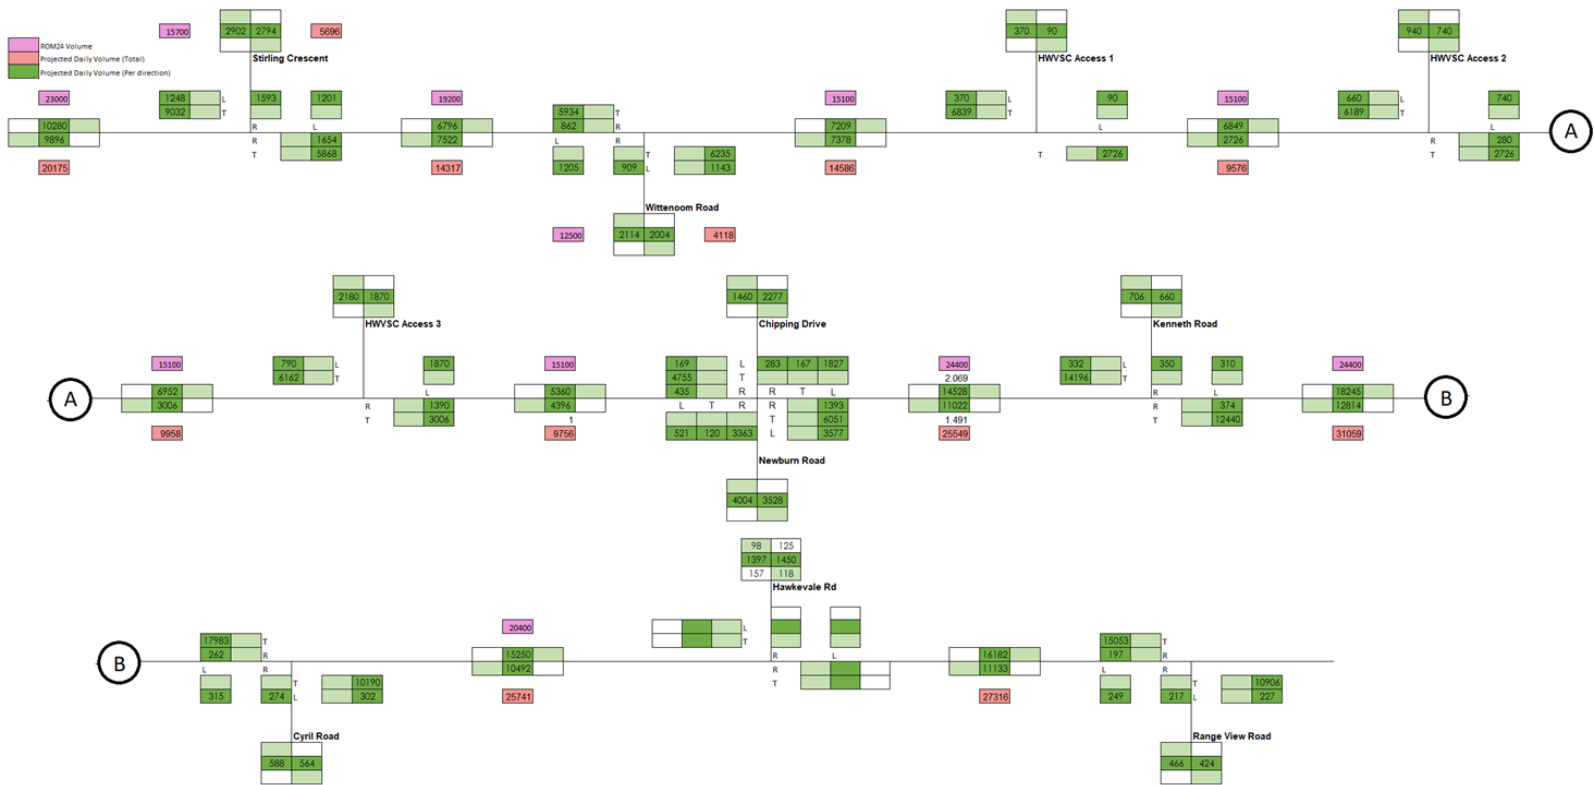 15700 2902 2794 5696 370 90 940 740
ROM24 Volume
Projected Daily Volume (Total)
Projected Daily Volume (Per direction)
Stirling Crescent HWVSC Access 1 HWVSC Access 2
23000 1248 L 1593 1201 19200 5934 T 15100 370 L 90 15100 660 L 740
9032 T 862 R 6839 T 6189 T
10280 R L 6796 L 7209 L 6849 L
9896 R 1654 7522 T 6235 7378 2726 R 280
T 5868 T 2726 T 2726
20175 14317 1205 909 L 1143 14586 9576
A
Wittenoom Road
12500 2114 2004 4118
2180 1870 1460 2277 706 660
HWVSC Access 3 Chipping Drive Kenneth Road
15100 790 L 1870 15100 169 L 283 167 1827 24400 332 L 350 310 24400
6162 T 4755 T 2.069 14196 T
A 6952 L 5360 435 R R T L 14528 R L 18245 B
3006 R 1390 4396 L T R R 1393 11022 R 374 12814
T 3006 1 T 6051 1.491 T 12440
9958 9756 521 120 3363 L 3577 25549 31059
Newburn Road
4004 3528
98 125
1397 1450
157 118
Hawkevale Rd
17983 T 20400 L 15053 T
262 R T 197 R
B L R 15250 R L 16182 L R
10492 R 11133
T 10190 T T 10906
315 274 L 302 25741 27316 249 217 L 227
Cyril Road Range View Road
588 564 466 424